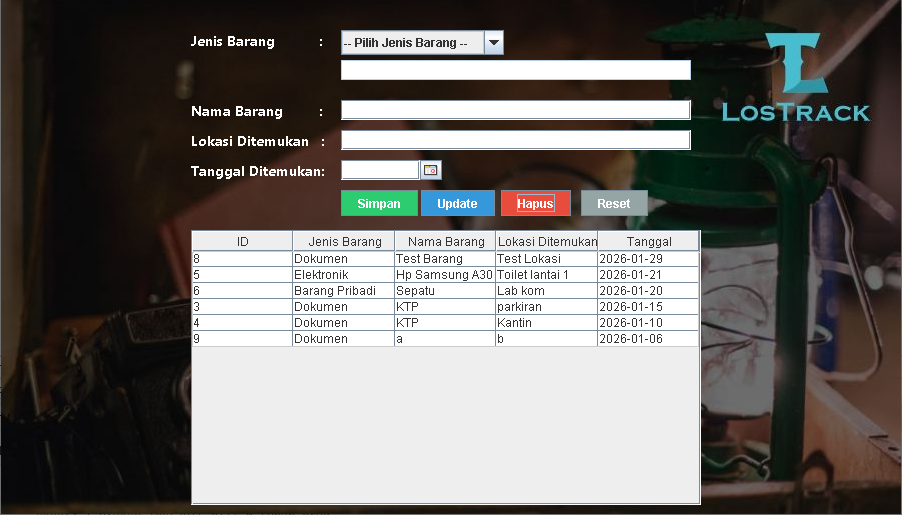 Jenis Barang : -- Pilih Jenis Barang --
LOSTRACK
Nama Barang :
Lokasi Ditemukan :
Tanggal Ditemukan:
Simpan Update Hapus Reset
ID Jenis Barang Nama Barang Lokasi Ditemukan Tanggal
8 Dokumen Test Barang Test Lokasi 2026-01-29
5 Elektronik Hp Samsung A30 Toilet lantai 1 2026-01-21
6 Barang Pribadi Sepatu Lab kom 2026-01-20
3 Dokumen KTP parkiran 2026-01-15
4 Dokumen KTP Kantin 2026-01-10
9 Dokumen a b 2026-01-06